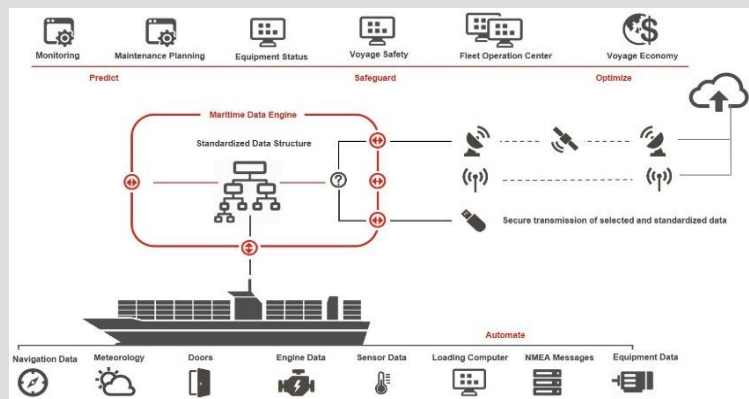 Monitoring
Maintenance Planning
Equipment Status
Voyage Safety
Fleet Operation Center
Voyage Economy
Predict
Safeguard
Optimize
Maritime Data Engine
Standardized Data Structure
?
Secure transmission of selected and standardized data
Automate
Navigation Data
Meteorology
Doors
Engine Data
Sensor Data
Loading Computer
NMEA Messages
Equipment Data